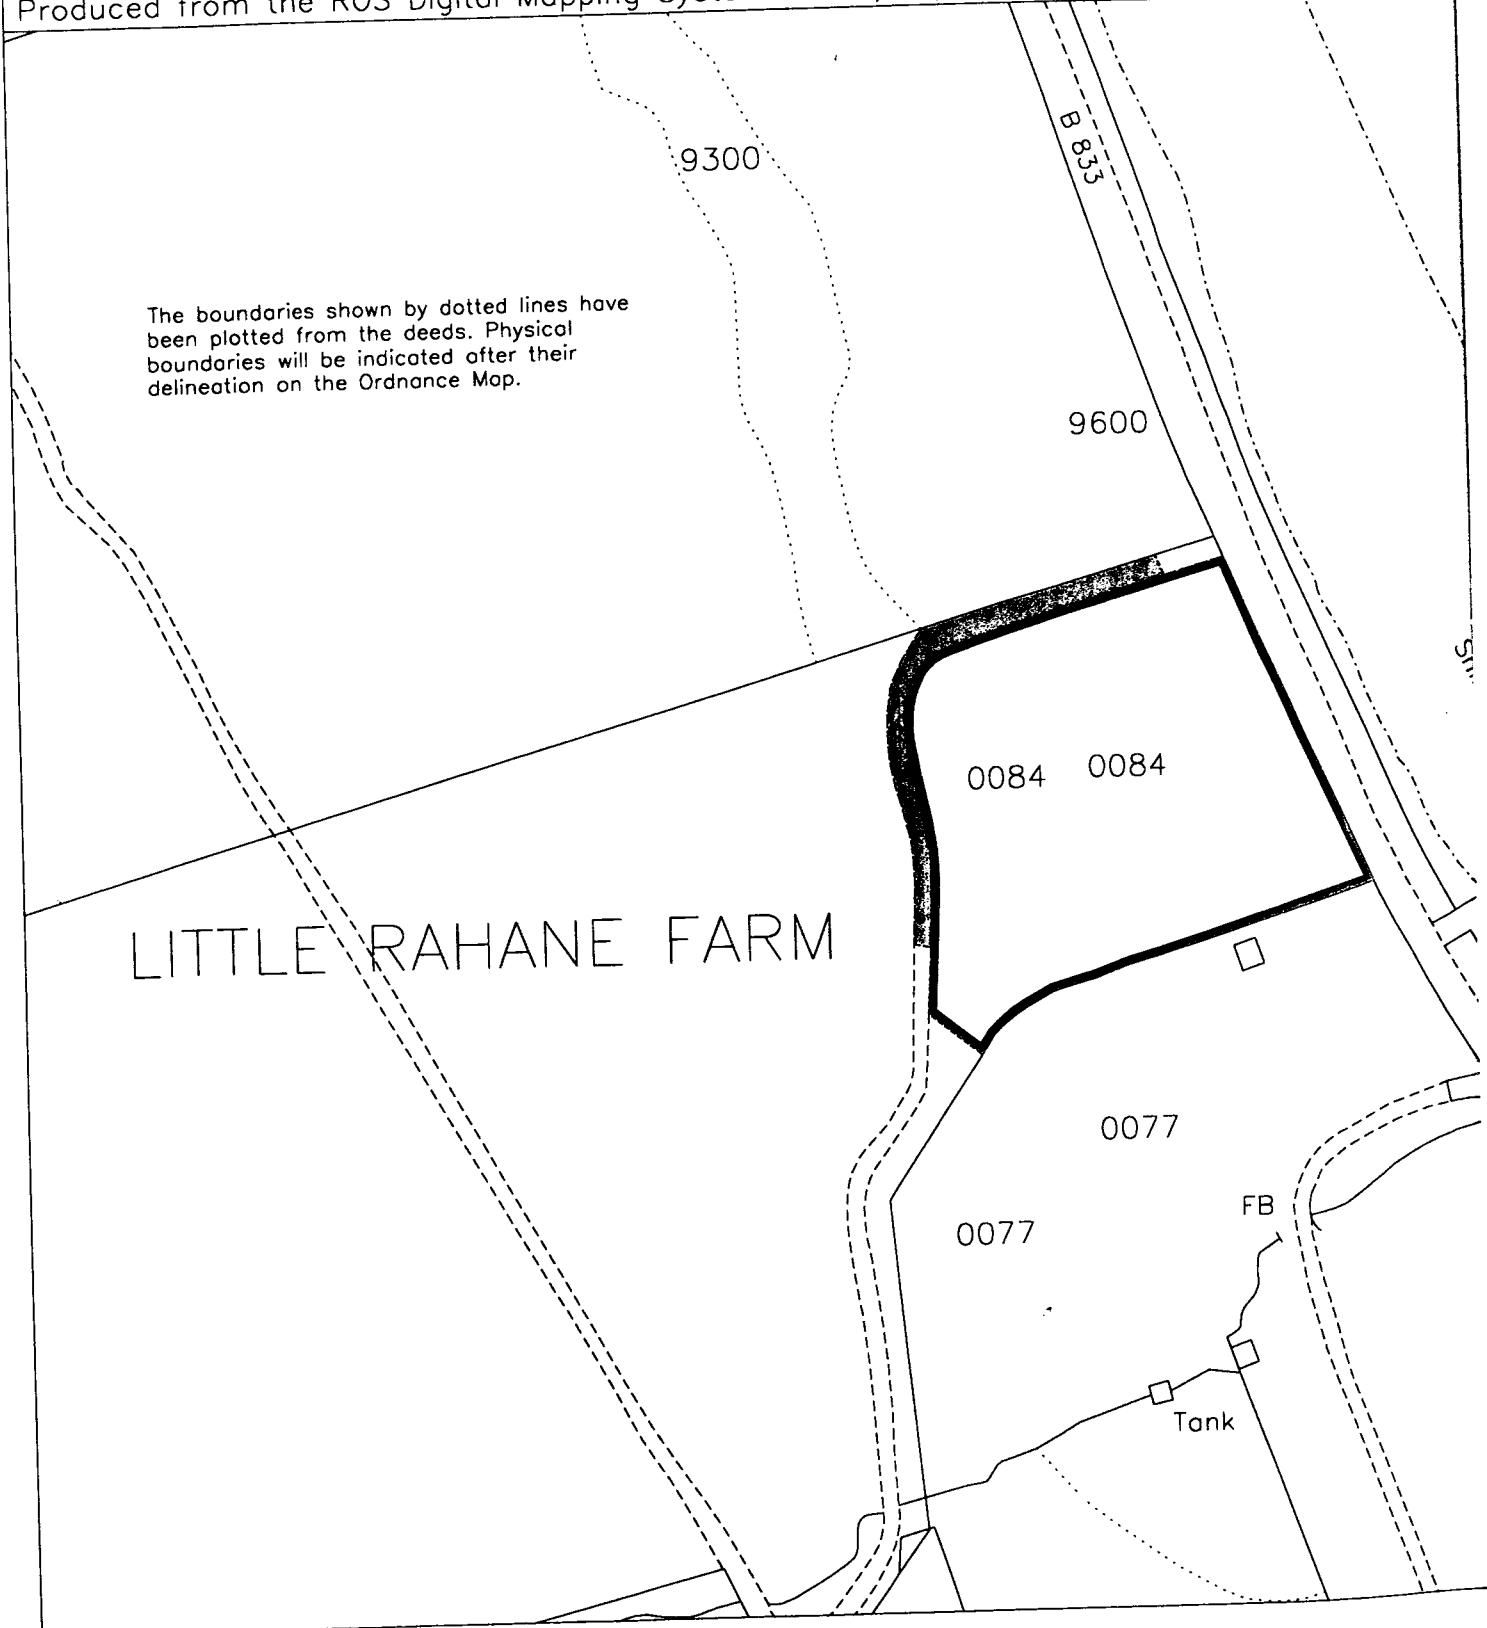 Produced from the ROS Digital Mapping
9300
B 833
The boundaries shown by dotted lines have
been plotted from the deeds. Physical
boundaries will be indicated after their
delineation on the Ordnance Map.
9600
0084 0084
LITTLE RAHANE FARM
0077
FB
0077
Tank